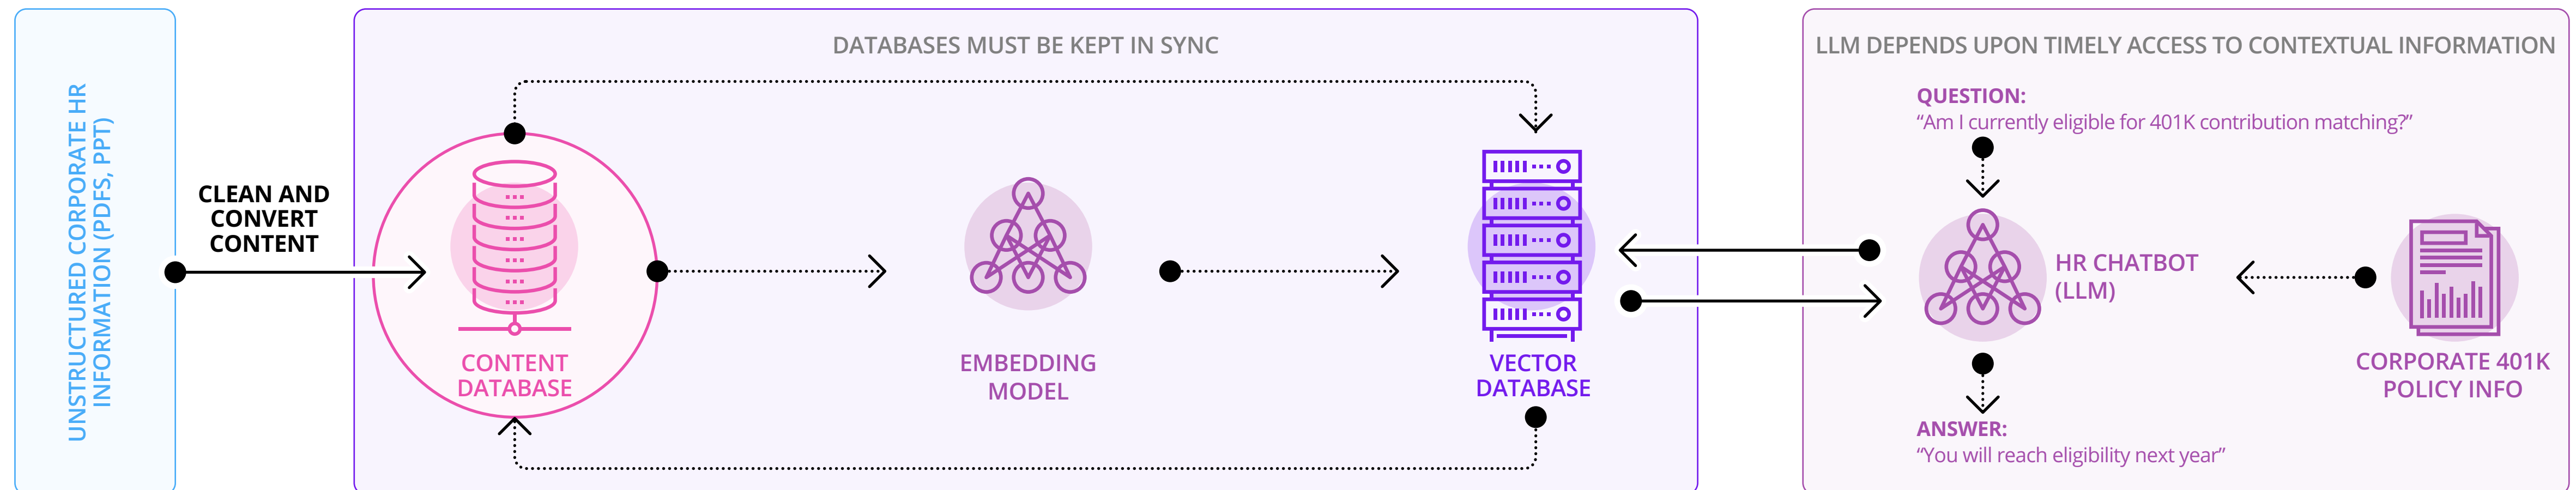 UNSTRUCTURED CORPORATE HR
INFORMATION (PDFS, PPT)
CLEAN AND
CONVERT
CONTENT
DATABASES MUST BE KEPT IN SYNC
CONTENT
DATABASE
EMBEDDING
MODEL
VECTOR
DATABASE
LLM DEPENDS UPON TIMELY ACCESS TO CONTEXTUAL INFORMATION
QUESTION:
“Am I currently eligible for 401K contribution matching?”
HR CHATBOT
(LLM)
CORPORATE 401K
POLICY INFO
ANSWER:
“You will reach eligibility next year”